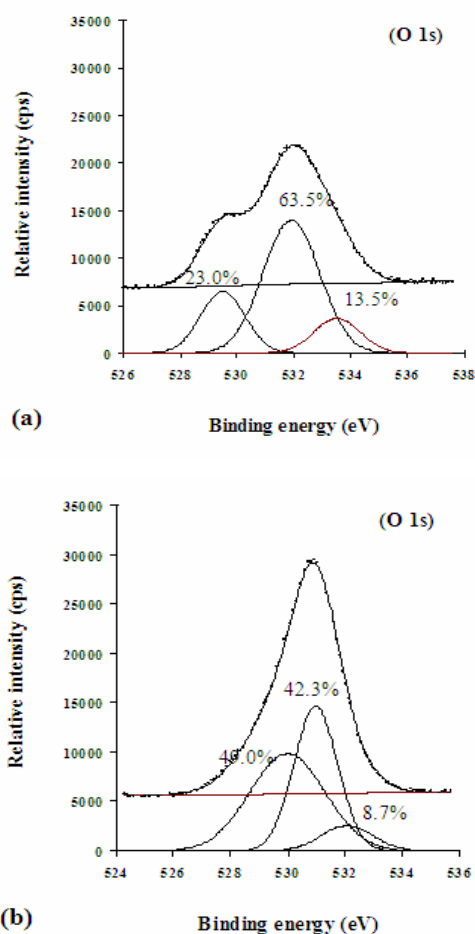 (O 1s)
Relative intensity (cps)
35000
30000
25000
20000
15000
10000
5000
0
63.5%
23.0%
13.5%
526 528 530 532 534 536 538
(a)
Binding energy (eV)
(O 1s)
Relative intensity (cps)
35000
30000
25000
20000
15000
10000
5000
0
42.3%
49.0%
8.7%
524 526 528 530 532 534 536
(b)
Binding energy (eV)